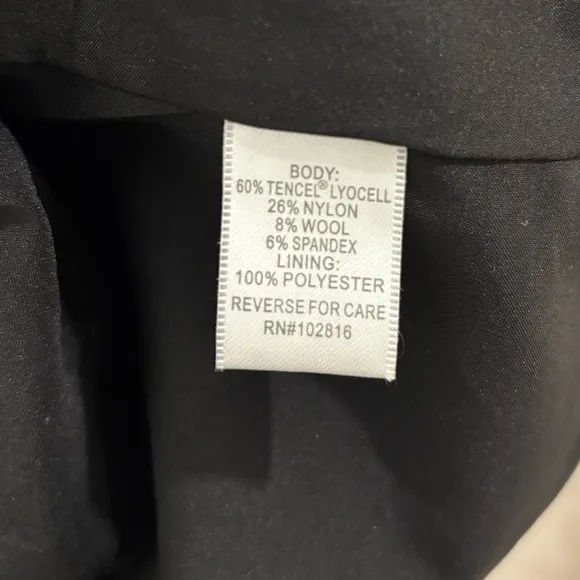 BODY:
60% TENCEL® LYOCELL
26% NYLON
8% WOOL
6% SPANDEX
LINING:
100% POLYESTER
REVERSE FOR CARE
RN#102816